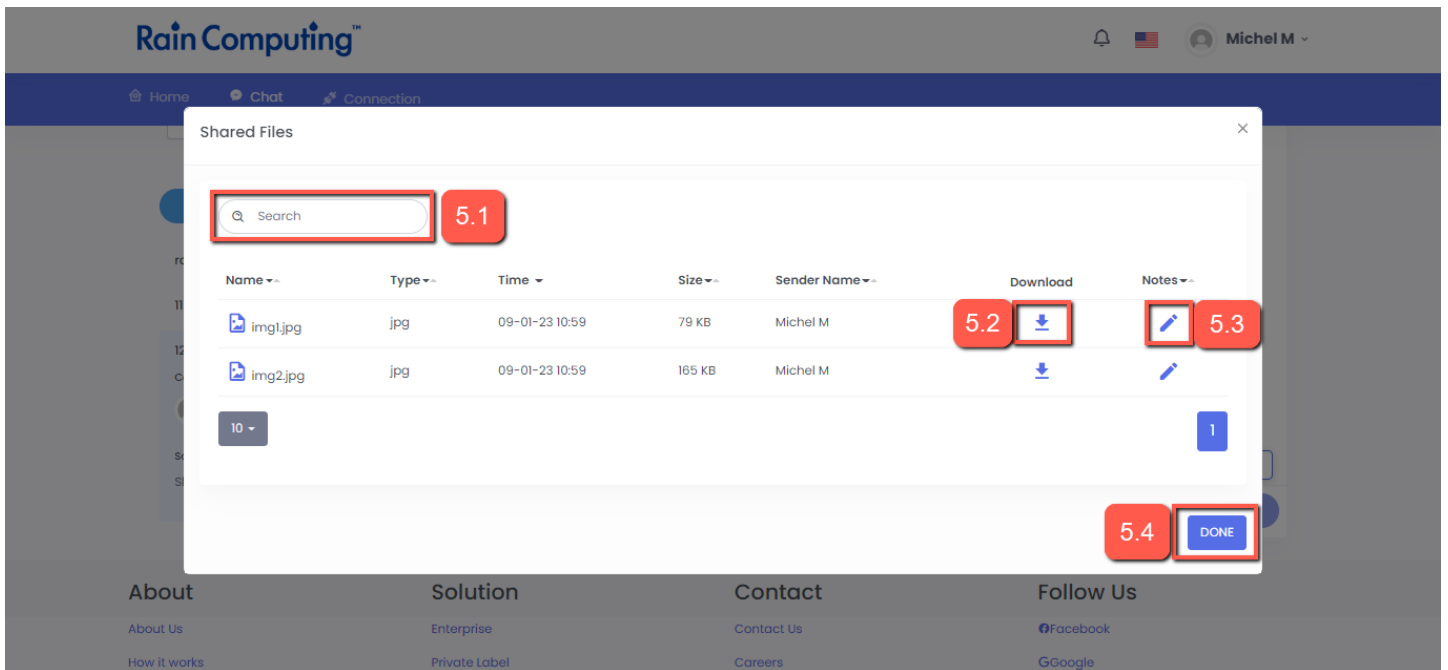 Rain Computing™
Michel M
Home Chat Connection
Shared Files
Search
5.1
Name Type Time Size Sender Name Download Notes
img1.jpg jpg 09-01-23 10:59 79 KB Michel M 5.2 5.3
img2.jpg jpg 09-01-23 10:59 165 KB Michel M
10
1
5.4 DONE
About Solution Contact Follow Us
About Us Enterprise Contact Us Facebook
How it works Private Label Careers GGoogle